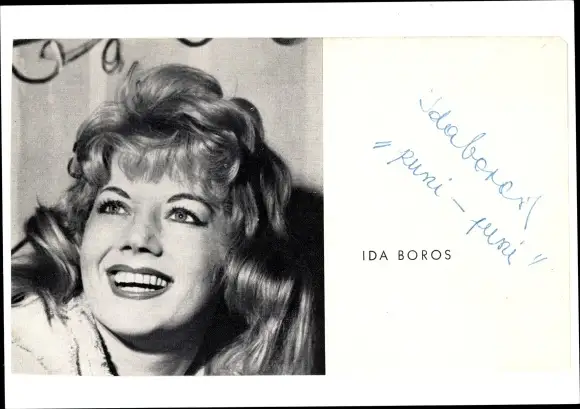 Idaboros
"puni – puni"
IDA BOROS